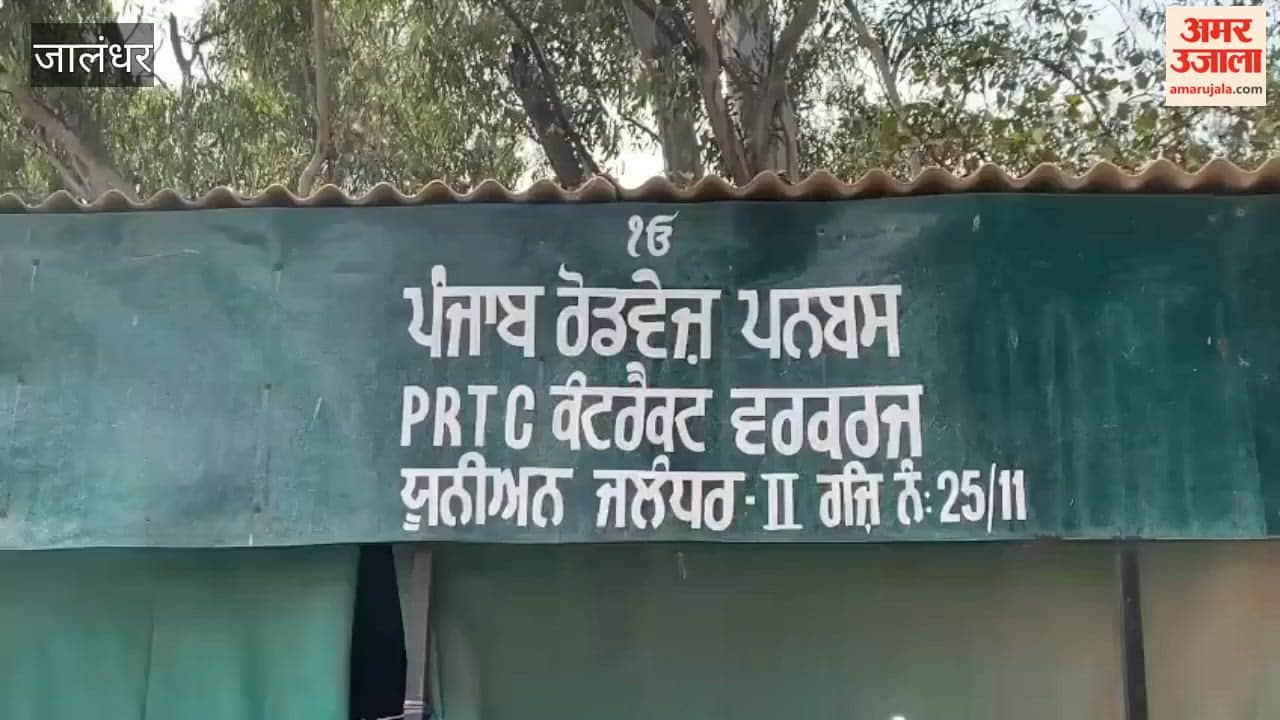 जालंधर
अमर
उजाला
amarujala.com
ੴ
ਪੰਜਾਬ ਰੋਡਵੇਜ਼ ਪਨਬਸ
PRTC ਕੰਟਰੈਕਟ ਵਰਕਰਜ
ਯੂਨੀਅਨ ਜਲੰਧਰ-II ਰਜਿ਼ ਨੰ: 25/11